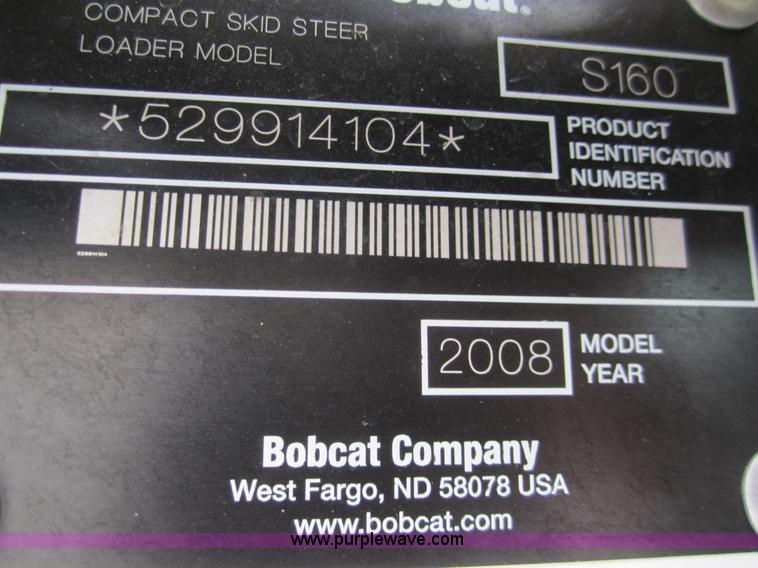 Bobcat®
COMPACT SKID STEER
LOADER MODEL
S160
*529914104*
PRODUCT
IDENTIFICATION
NUMBER
529914104
2008
MODEL
YEAR
Bobcat Company
West Fargo, ND 58078 USA
www.bobcat.com
www.purplewave.com